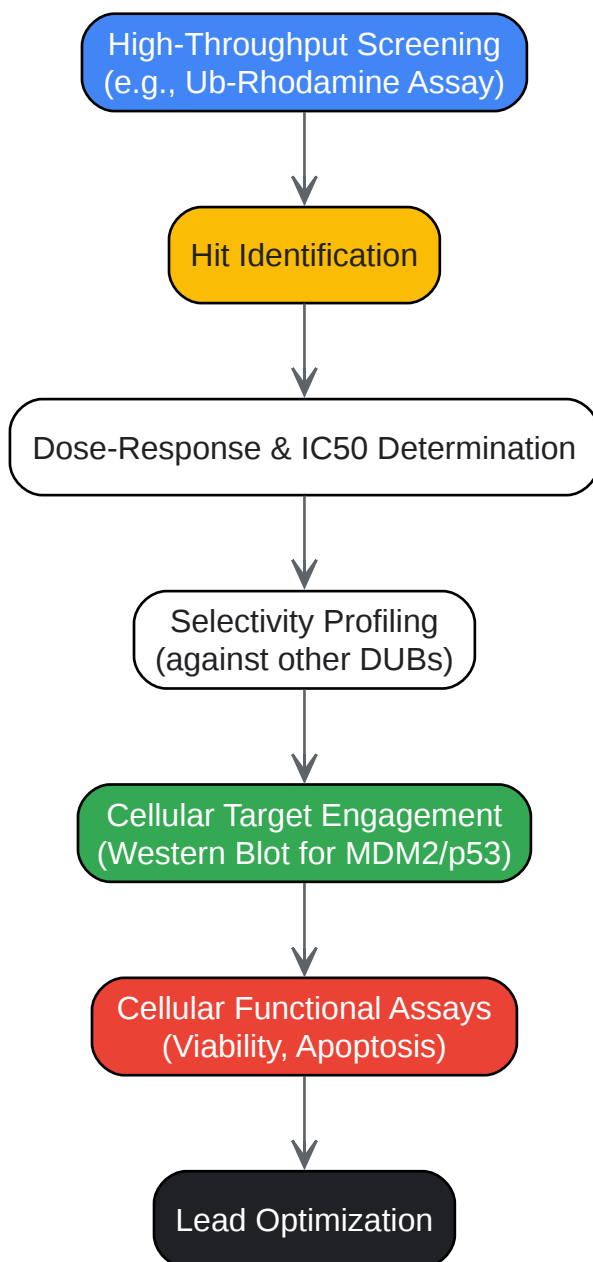 High-Throughput Screening
(e.g., Ub-Rhodamine Assay)
Hit Identification
Dose-Response & IC50 Determination
Selectivity Profiling
(against other DUBs)
Cellular Target Engagement
(Western Blot for MDM2/p53)
Cellular Functional Assays
(Viability, Apoptosis)
Lead Optimization